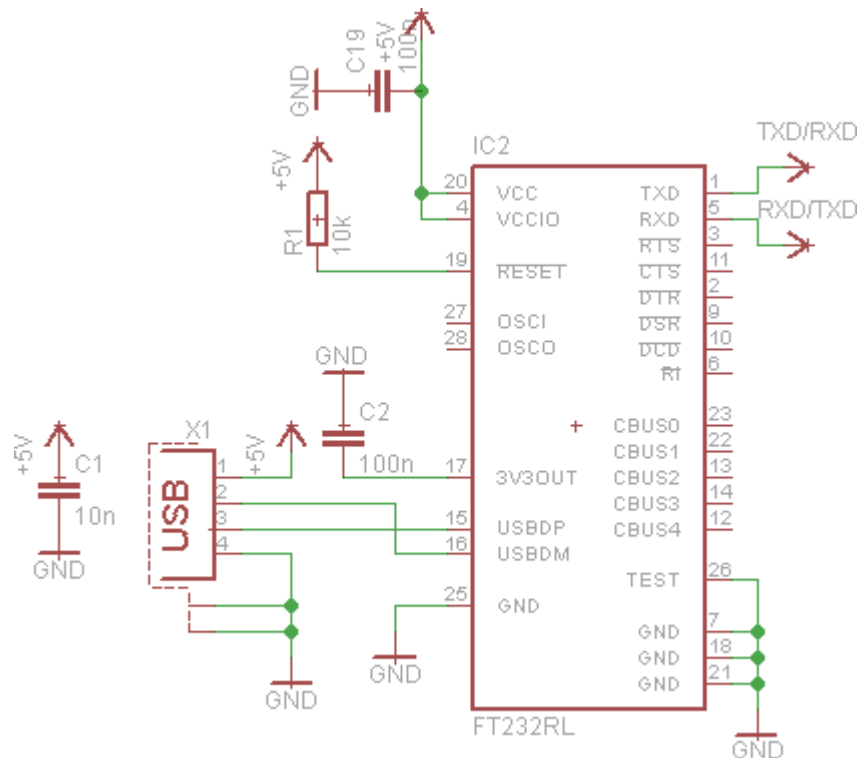 +5V
C19
100n
GND
+5V
R1
10k
IC2
20 VCC TXD 1
4 VCCIO RXD 5
RTS 3
19 RESET CTS 11
DTR 2
27 OSCI DSR 9
28 OSCO DCD 10
RI 6
TXD/RXD
RXD/TXD
CBUS0 23
CBUS1 22
17 3V3OUT CBUS2 13
CBUS3 14
15 USBDP CBUS4 12
16 USBDM
TEST 26
25 GND
GND 7
GND 18
GND 21
FT232RL
GND
GND
C2
100n
X1
+5V
USB
1
2
3
4
+5V
C1
10n
GND
GND
GND